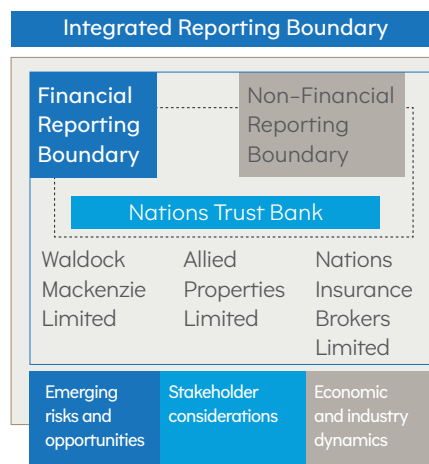 Integrated Reporting Boundary
Financial
Reporting
Boundary
Non-Financial
Reporting
Boundary
Nations Trust Bank
Waldock
Mackenzie
Limited
Allied
Properties
Limited
Nations
Insurance
Brokers
Limited
Emerging
risks and
opportunities
Stakeholder
considerations
Economic
and industry
dynamics